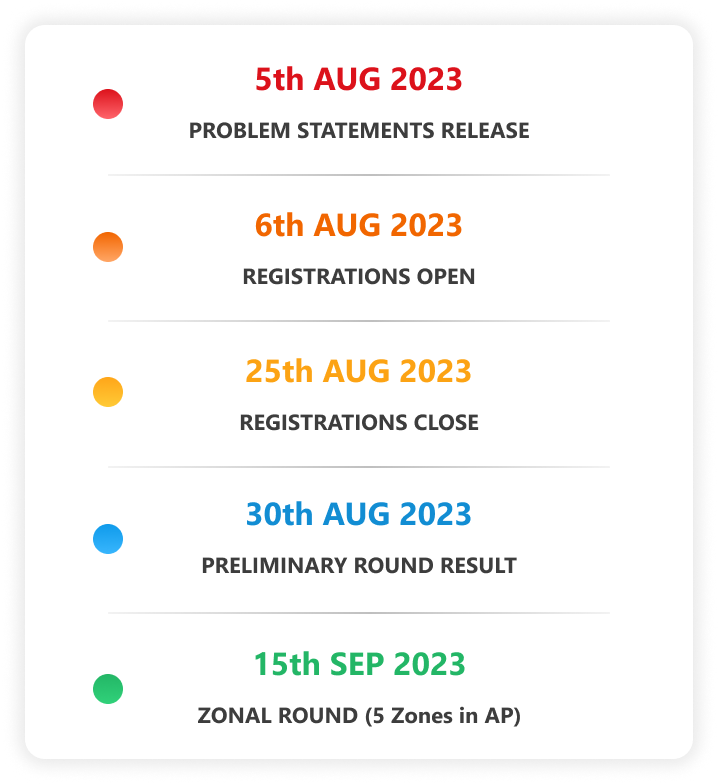 5th AUG 2023
PROBLEM STATEMENTS RELEASE
6th AUG 2023
REGISTRATIONS OPEN
25th AUG 2023
REGISTRATIONS CLOSE
30th AUG 2023
PRELIMINARY ROUND RESULT
15th SEP 2023
ZONAL ROUND (5 Zones in AP)